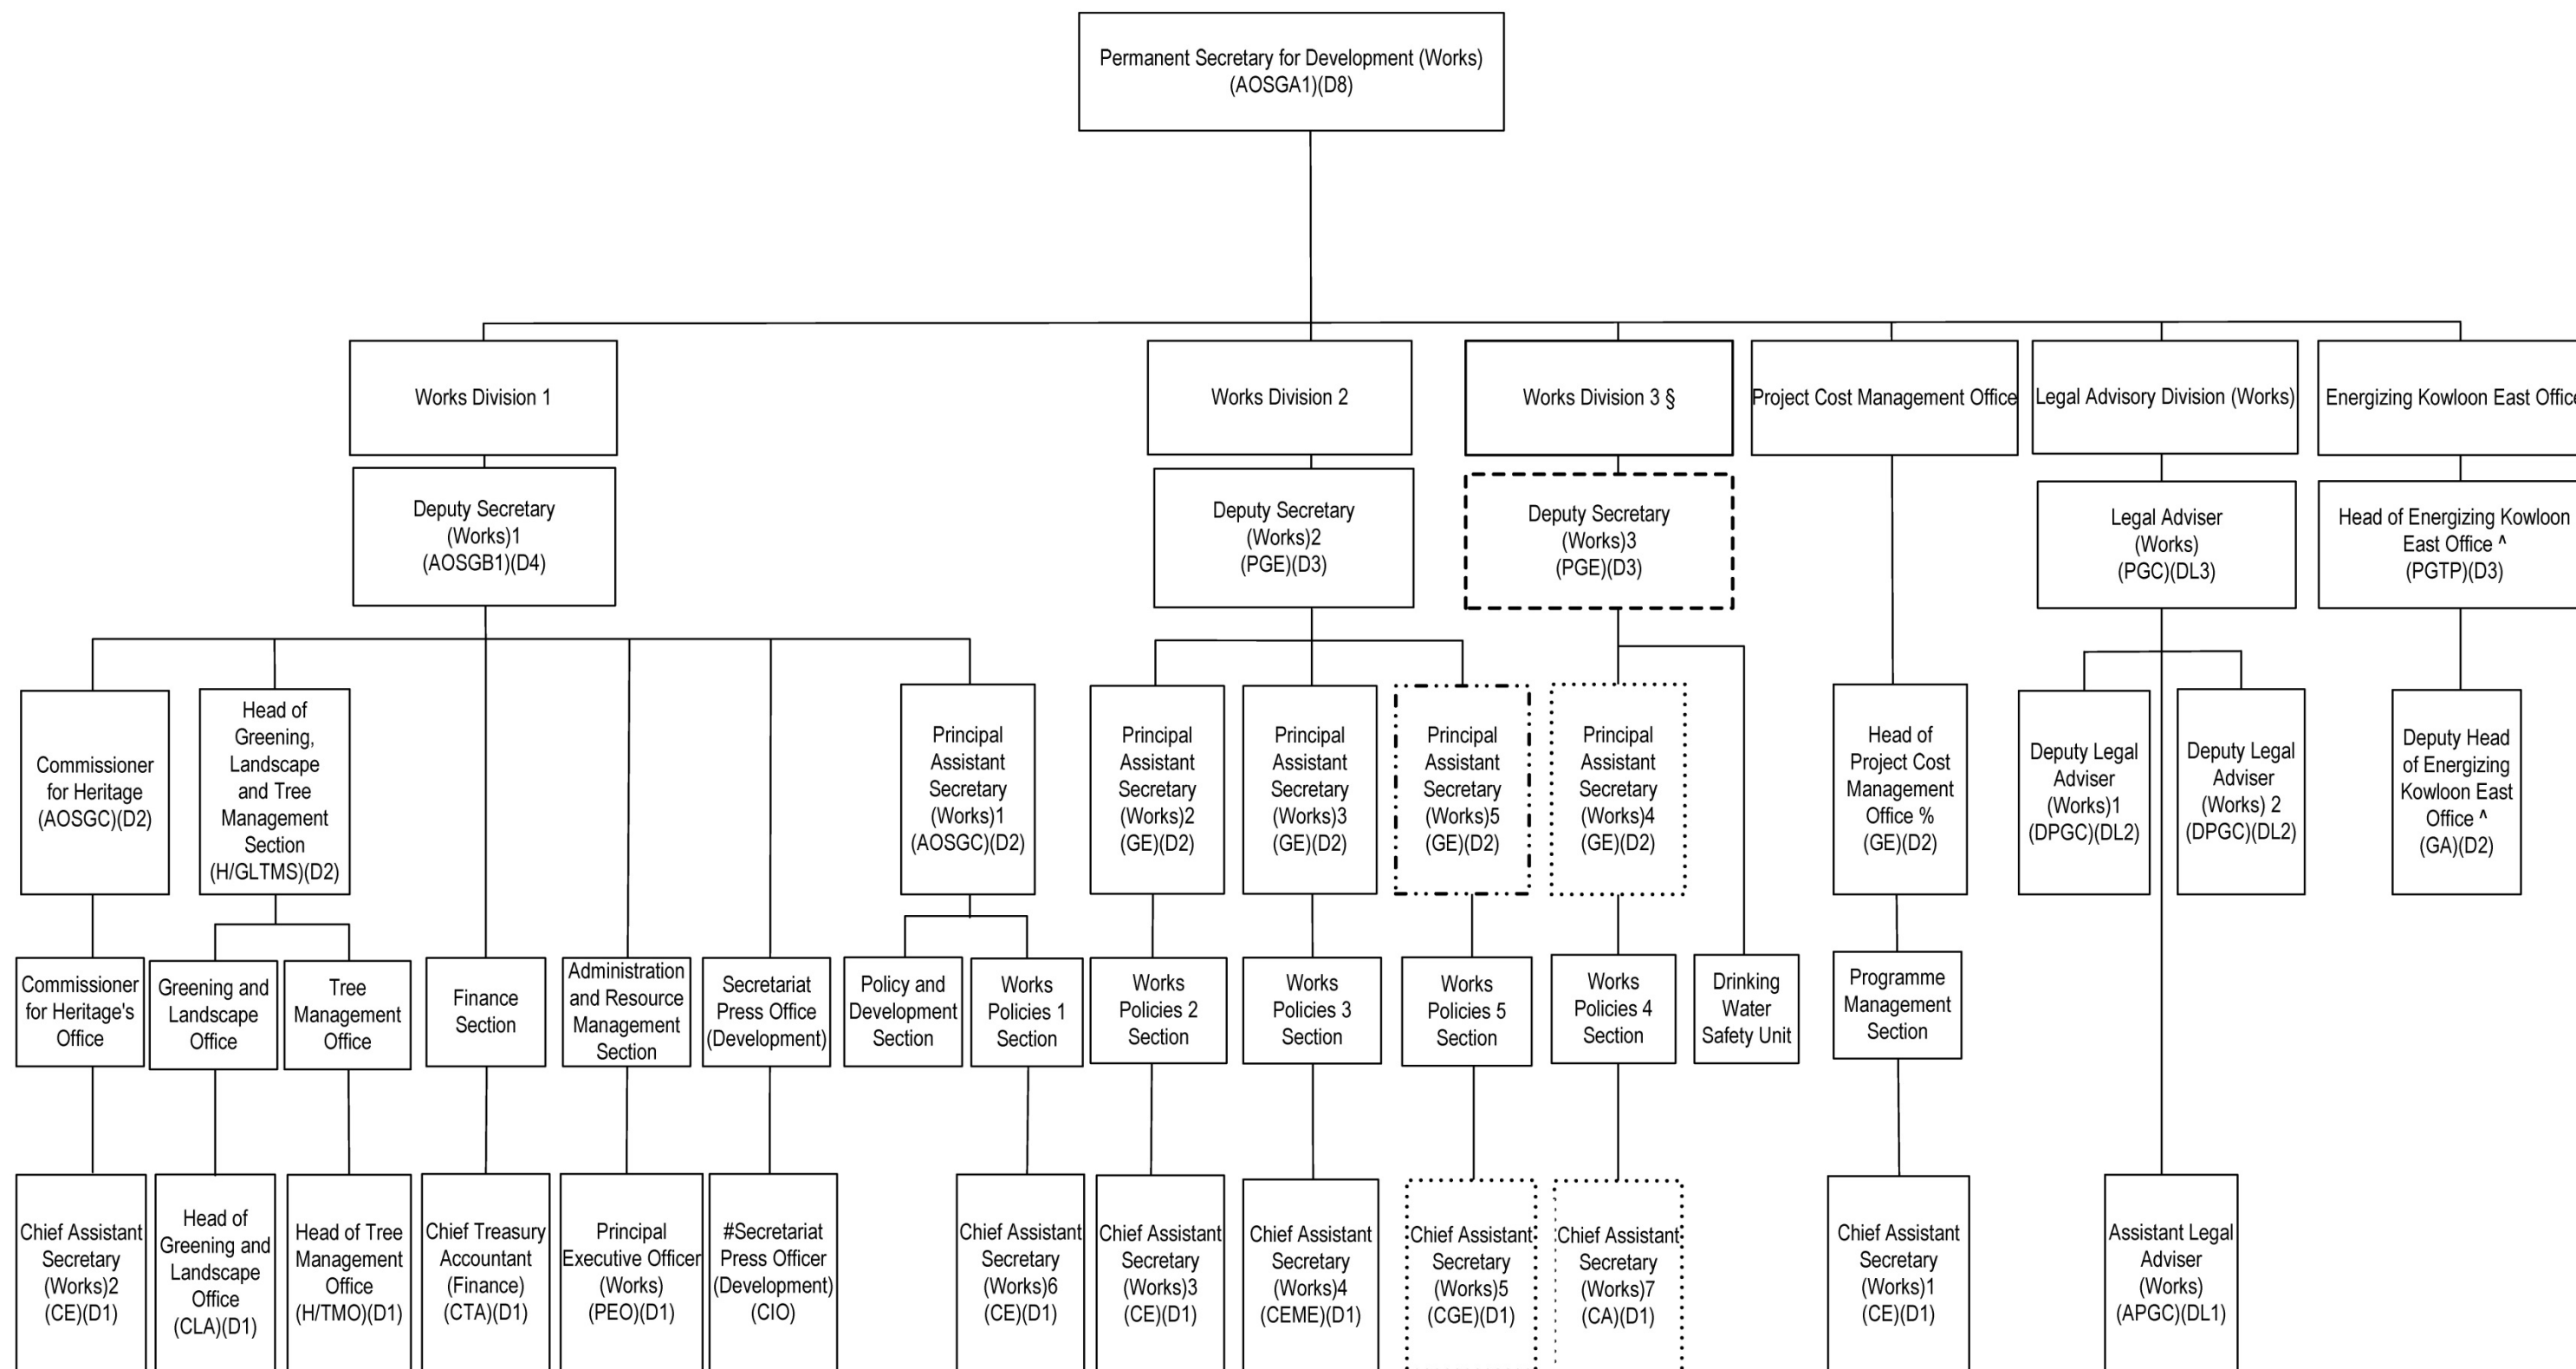 Permanent Secretary for Development (Works)
(AOSGA1)(D8)
Works Division 1
Works Division 2
Works Division 3 §
Project Cost Management Office
Legal Advisory Division (Works)
Energizing Kowloon East Office
Deputy Secretary
(Works)1
(AOSGB1)(D4)
Deputy Secretary
(Works)2
(PGE)(D3)
Deputy Secretary
(Works)3
(PGE)(D3)
Legal Adviser
(Works)
(PGC)(DL3)
Head of Energizing Kowloon
East Office ^
(PGTP)(D3)
Commissioner
for Heritage
(AOSGC)(D2)
Head of
Greening,
Landscape
and Tree
Management
Section
(H/GLTMS)(D2)
Principal
Assistant
Secretary
(Works)1
(AOSGC)(D2)
Principal
Assistant
Secretary
(Works)2
(GE)(D2)
Principal
Assistant
Secretary
(Works)3
(GE)(D2)
Principal
Assistant
Secretary
(Works)5
(GE)(D2)
Principal
Assistant
Secretary
(Works)4
(GE)(D2)
Head of
Project Cost
Management
Office %
(GE)(D2)
Deputy Legal
Adviser
(Works)1
(DPGC)(DL2)
Deputy Legal
Adviser
(Works) 2
(DPGC)(DL2)
Deputy Head
of Energizing
Kowloon East
Office ^
(GA)(D2)
Commissioner
for Heritage's
Office
Greening and
Landscape
Office
Tree
Management
Office
Finance
Section
Administration
and Resource
Management
Section
Secretariat
Press Office
(Development)
Policy and
Development
Section
Works
Policies 1
Section
Works
Policies 2
Section
Works
Policies 3
Section
Works
Policies 5
Section
Works
Policies 4
Section
Drinking
Water
Safety Unit
Programme
Management
Section
Chief Assistant
Secretary
(Works)2
(CE)(D1)
Head of
Greening and
Landscape
Office
(CLA)(D1)
Head of Tree
Management
Office
(H/TMO)(D1)
Chief Treasury
Accountant
(Finance)
(CTA)(D1)
Principal
Executive Officer
(Works)
(PEO)(D1)
#Secretariat
Press Officer
(Development)
(CIO)
Chief Assistant
Secretary
(Works)6
(CE)(D1)
Chief Assistant
Secretary
(Works)3
(CE)(D1)
Chief Assistant
Secretary
(Works)4
(CEME)(D1)
Chief Assistant
Secretary
(Works)5
(CGE)(D1)
Chief Assistant
Secretary
(Works)7
(CA)(D1)
Chief Assistant
Secretary
(Works)1
(CE)(D1)
Assistant Legal
Adviser
(Works)
(APGC)(DL1)